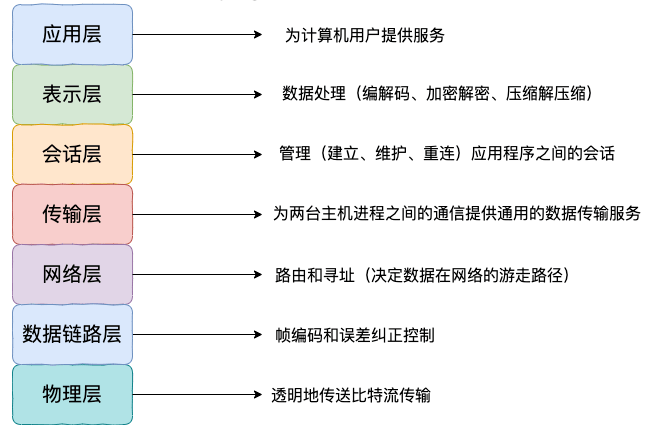 应用层
为计算机用户提供服务
表示层
数据处理（编解码、加密解密、压缩解压缩）
会话层
管理（建立、维护、重连）应用程序之间的会话
传输层
为两台主机进程之间的通信提供通用的数据传输服务
网络层
路由和寻址（决定数据在网络的游走路径）
数据链路层
帧编码和误差纠正控制
物理层
透明地传送比特流传输